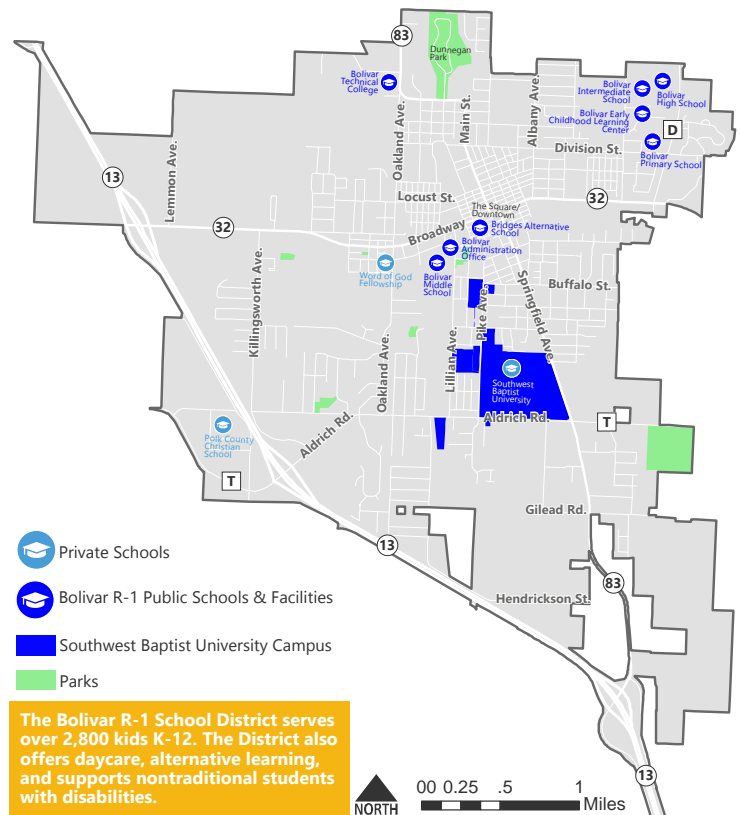 83
Dunnegan
Park
Bolivar
Technical
College
Oakland Ave.
Main St.
Albany Ave.
Bolivar
Intermediate
School
Bolivar
High School
Bolivar Early
Childhood Learning
Center
D
Division St.
Bolivar
Primary School
13
Lemmon Ave.
Locust St.
32
The Square/
Downtown
32
Broadway
Bridges Alternative
School
Bolivar
Administration
Office
Word of God
Fellowship
Bolivar
Middle
School
Killingsworth Ave.
Buffalo St.
Springfield Ave.
Pike Ave.
Lillian Ave.
Oakland Ave.
Southwest
Baptist
University
Aldrich Rd.
T
Aldrich Rd.
Polk County
Christian
School
T
Gilead Rd.
13
83
Hendrickson St.
13
Private Schools
Bolivar R-1 Public Schools & Facilities
Southwest Baptist University Campus
Parks
The Bolivar R-1 School District serves
over 2,800 kids K-12. The District also
offers daycare, alternative learning,
and supports nontraditional students
with disabilities.
NORTH
00 0.25 .5 1
Miles